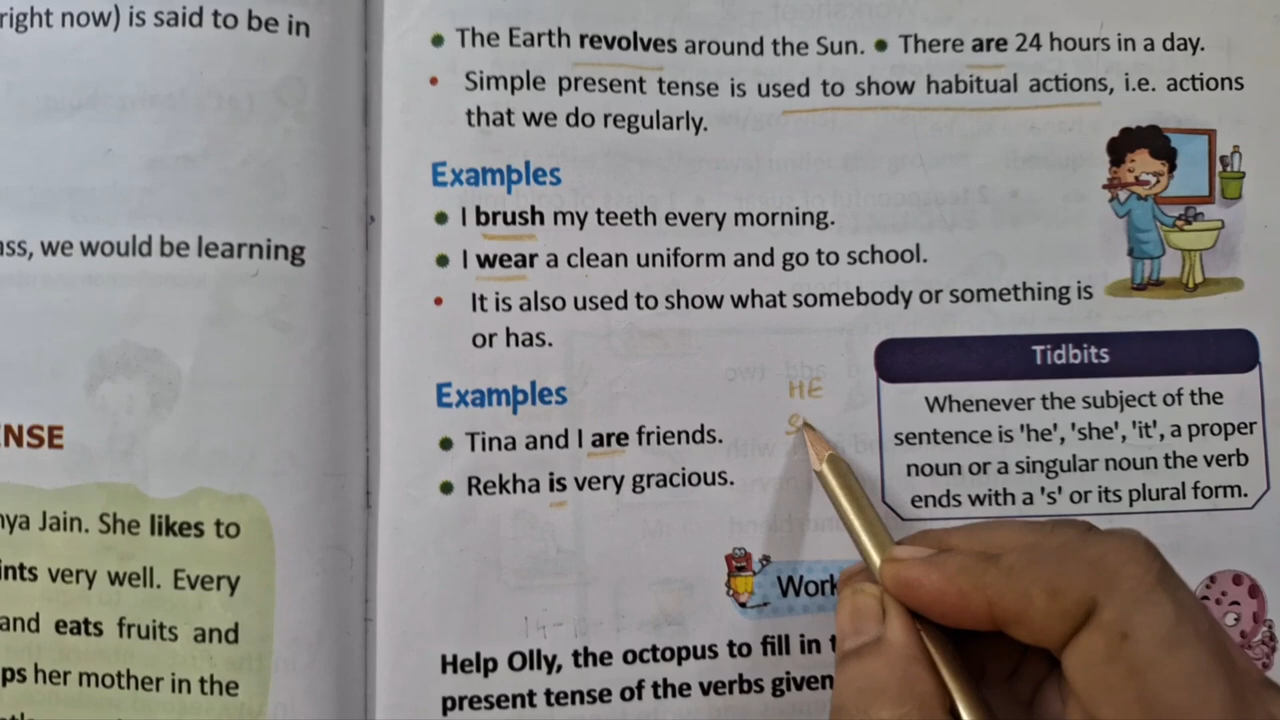 right now) is said to be in
ass, we would be learning
ENSE
nya Jain. She likes to
ints very well. Every
and eats fruits and
ps her mother in the
● The Earth revolves around the Sun. ● There are 24 hours in a day.
• Simple present tense is used to show habitual actions, i.e. actions
that we do regularly.
Examples
● I brush my teeth every morning.
● I wear a clean uniform and go to school.
• It is also used to show what somebody or something is
or has.
Examples
● Tina and I are friends.
● Rekha is very gracious.
HE
S
Tidbits
Whenever the subject of the
sentence is 'he', 'she', 'it', a proper
noun or a singular noun the verb
ends with a 's' or its plural form.
Work
Help Olly, the octopus to fill in
present tense of the verbs given